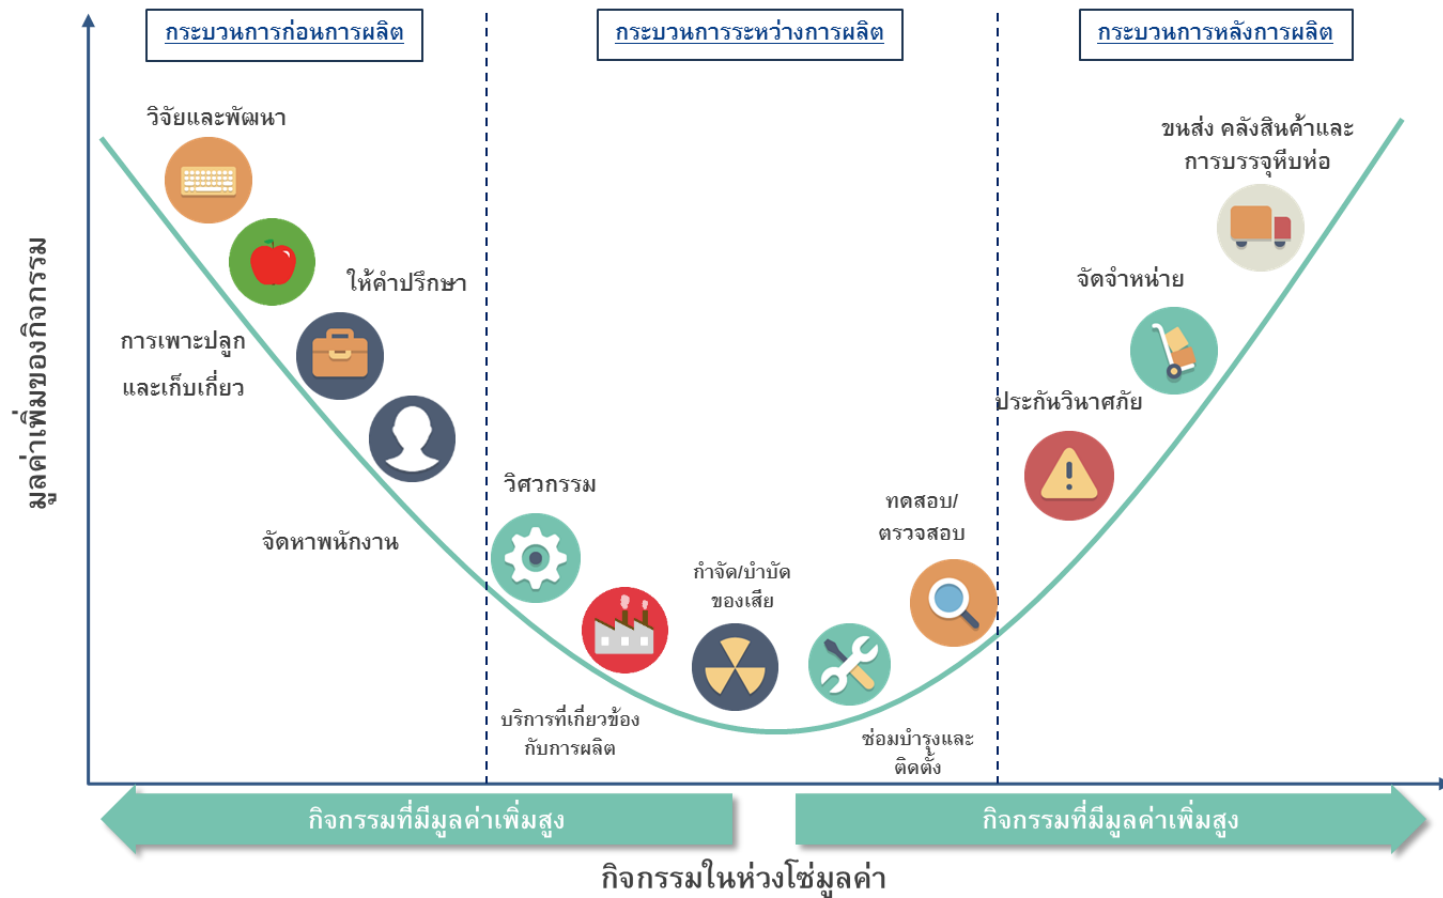 กระบวนการก่อนการผลิต
กระบวนการระหว่างการผลิต
กระบวนการหลังการผลิต
มูลค่าเพิ่มของกิจกรรม
วิจัยและพัฒนา
การเพาะปลูก
และเก็บเกี่ยว
ให้คำปรึกษา
จัดหาพนักงาน
วิศวกรรม
บริการที่เกี่ยวข้อง
กับการผลิต
กำจัด/บำบัด
ของเสีย
ซ่อมบำรุงและ
ติดตั้ง
ทดสอบ/
ตรวจสอบ
ประกันวินาศภัย
จัดจำหน่าย
ขนส่ง คลังสินค้าและ
การบรรจุหีบห่อ
กิจกรรมที่มีมูลค่าเพิ่มสูง
กิจกรรมที่มีมูลค่าเพิ่มสูง
กิจกรรมในห่วงโซ่มูลค่า